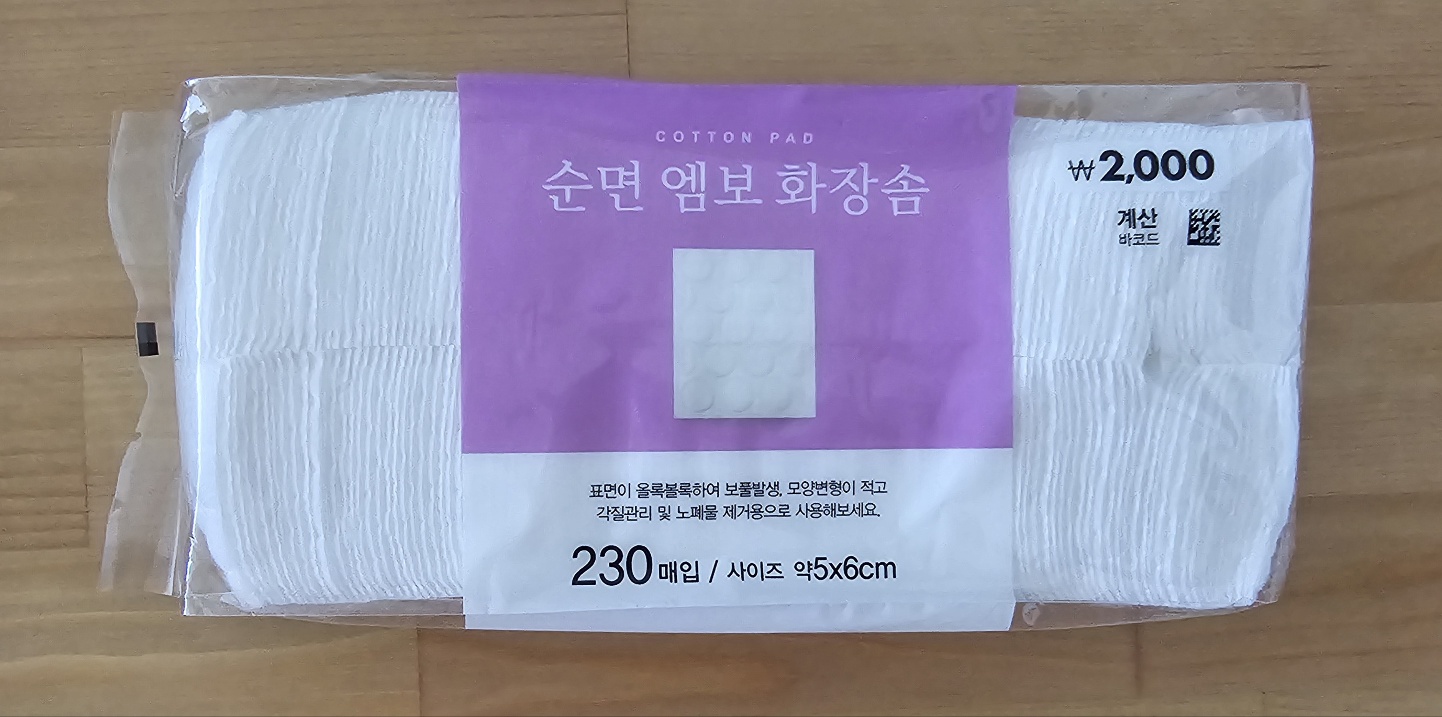 COTTON PAD
순면 엠보 화장솜
₩2,000
계산
바코드
표면이 올록볼록하여 보풀발생, 모양변형이 적고
각질관리 및 노폐물 제거용으로 사용해보세요.
230매입 / 사이즈 약5x6cm